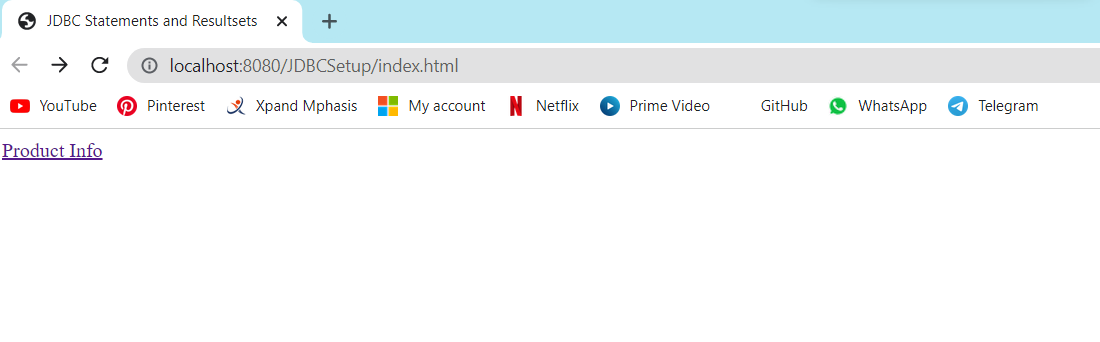 JDBC Statements and Resultsets
localhost:8080/JDBCSetup/index.html
YouTube Pinterest Xpand Mphasis My account Netflix Prime Video GitHub WhatsApp Telegram
Product Info